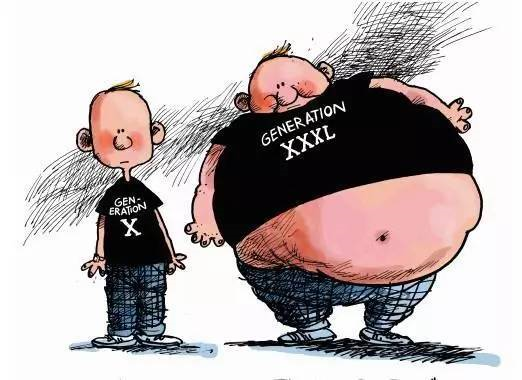 GEN-
ERATION
X
GENERATION
XXXL